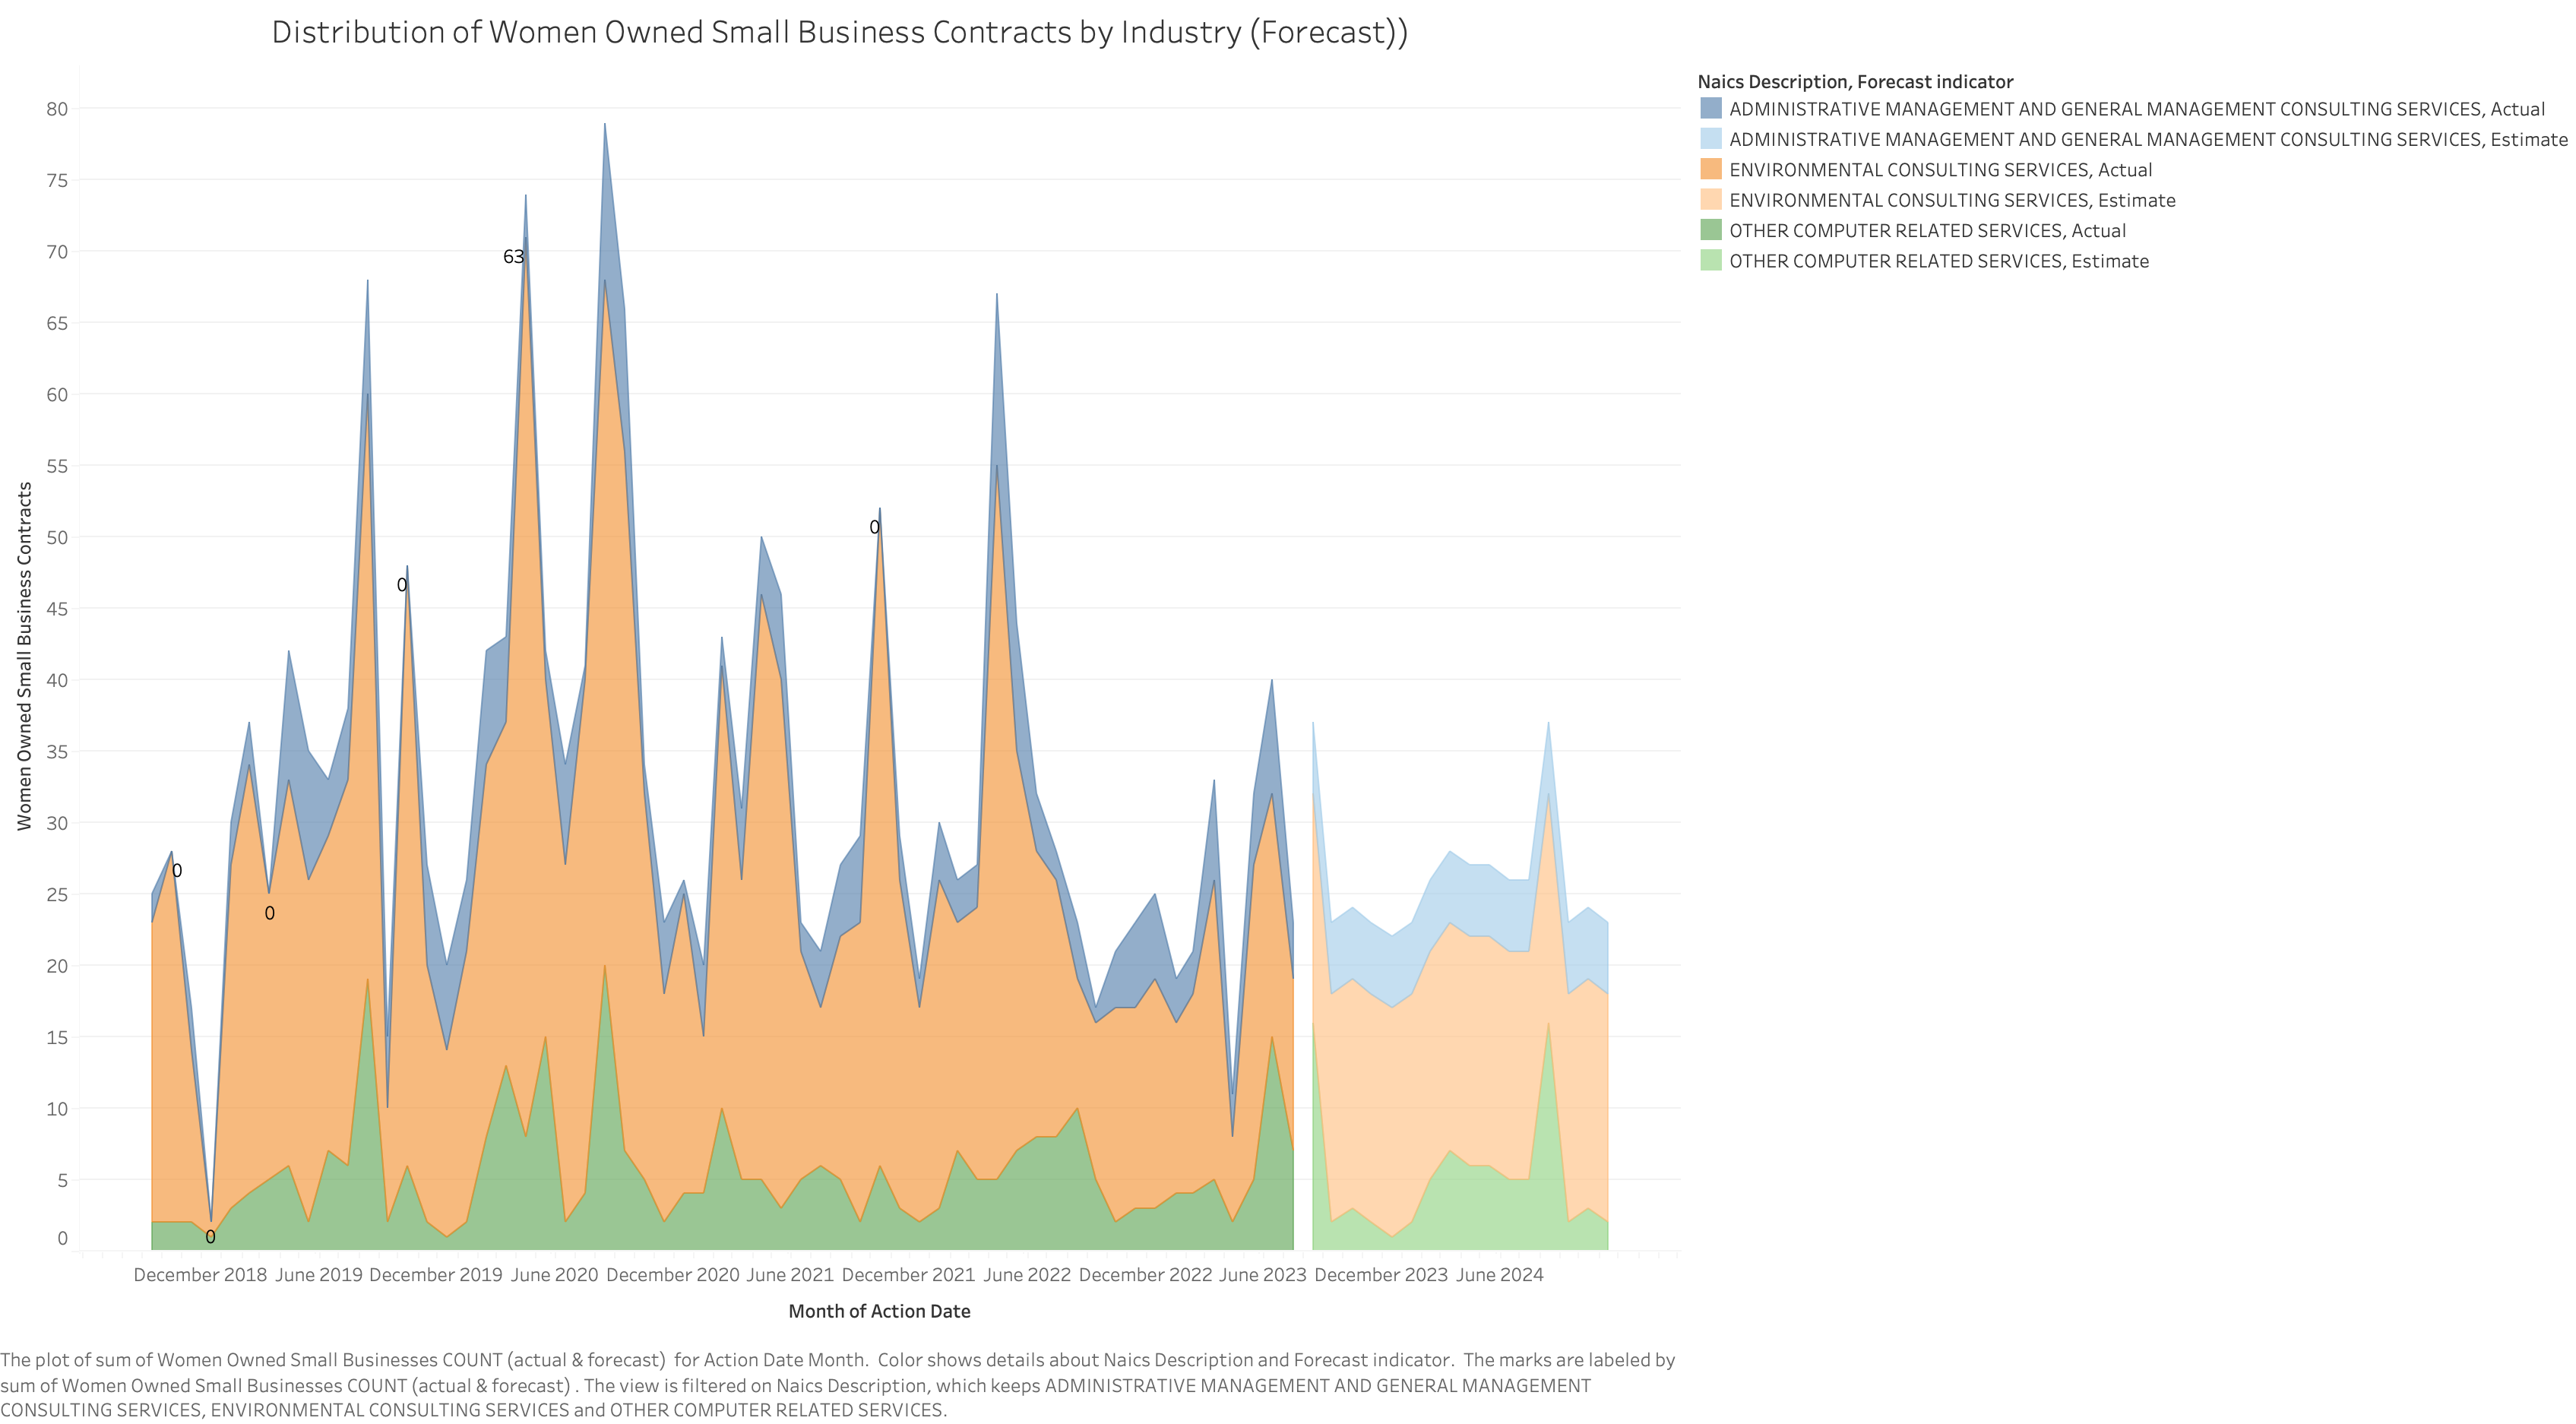 Distribution of Women Owned Small Business Contracts by Industry (Forecast))
Naics Description, Forecast indicator
ADMINISTRATIVE MANAGEMENT AND GENERAL MANAGEMENT CONSULTING SERVICES, Actual
ADMINISTRATIVE MANAGEMENT AND GENERAL MANAGEMENT CONSULTING SERVICES, Estimate
ENVIRONMENTAL CONSULTING SERVICES, Actual
ENVIRONMENTAL CONSULTING SERVICES, Estimate
OTHER COMPUTER RELATED SERVICES, Actual
OTHER COMPUTER RELATED SERVICES, Estimate
Women Owned Small Business Contracts
80
75
70
65
60
55
50
45
40
35
30
25
20
15
10
5
0
63
0
0
0
0
0
December 2018 June 2019 December 2019 June 2020 December 2020 June 2021 December 2021 June 2022 December 2022 June 2023 December 2023 June 2024
Month of Action Date
The plot of sum of Women Owned Small Businesses COUNT (actual & forecast)  for Action Date Month.  Color shows details about Naics Description and Forecast indicator.  The marks are labeled by
sum of Women Owned Small Businesses COUNT (actual & forecast) . The view is filtered on Naics Description, which keeps ADMINISTRATIVE MANAGEMENT AND GENERAL MANAGEMENT
CONSULTING SERVICES, ENVIRONMENTAL CONSULTING SERVICES and OTHER COMPUTER RELATED SERVICES.